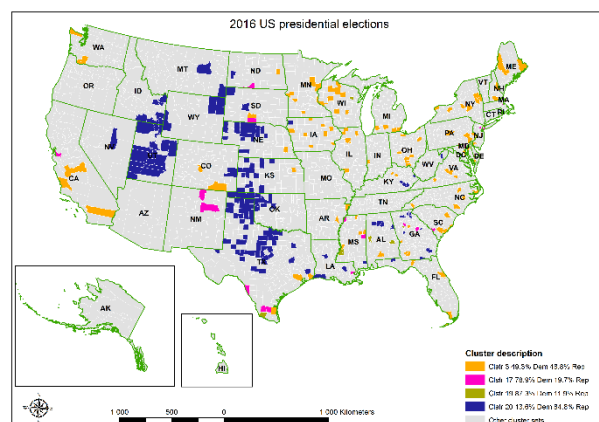 2016 US presidential elections
WA
MT
ND
MN
ME
OR
ID
SD
WI
VT
NH
WY
MI
NY
MA
CT
RI
NE
IA
PA
NJ
NV
IL
IN
OH
MD
DC
DE
CA
CO
KS
MO
WV
VA
KY
AZ
NM
OK
AR
TN
NC
SC
MS
AL
GA
TX
LA
FL
AK
HI
Cluster description
Other cluster sets
1 000 500 0 1 000 Kilometers